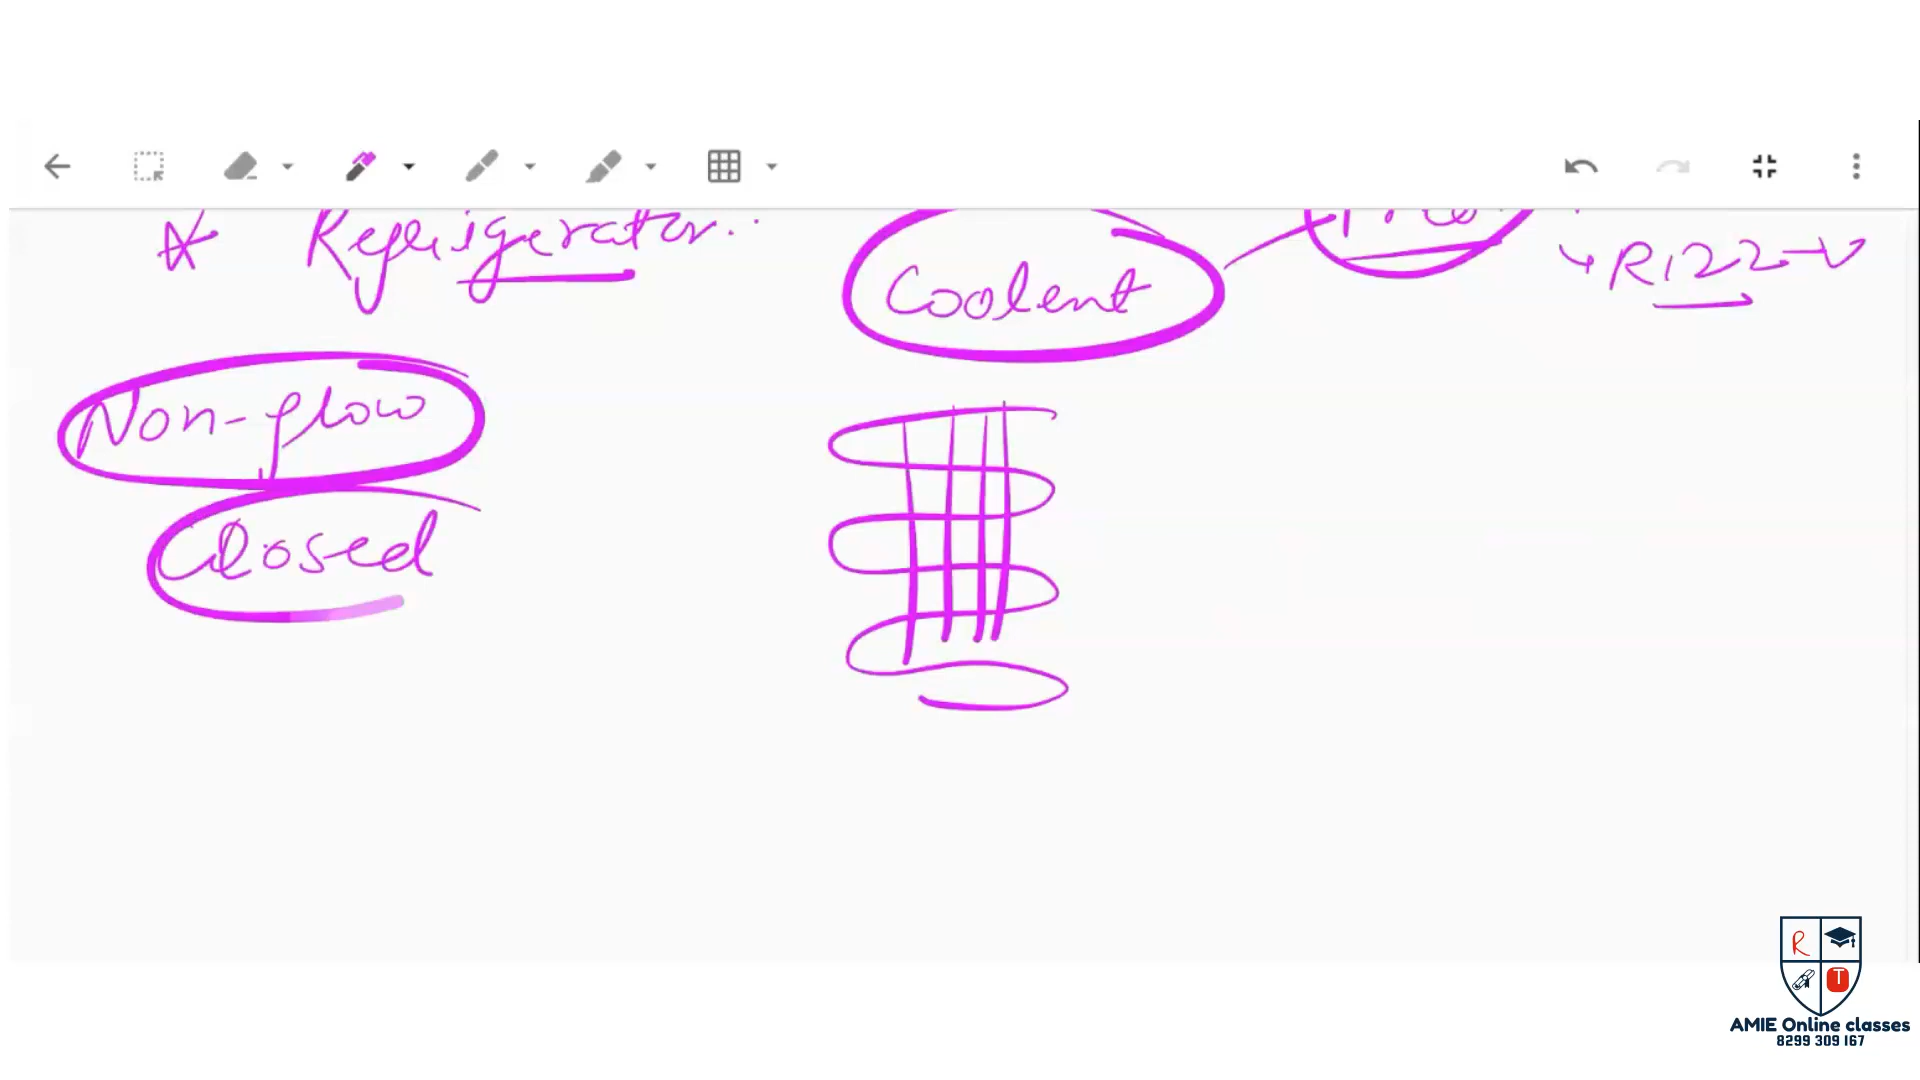 * Refrigerator..
Coolent
↳ R122-V
Non-flow
Closed
R
T
AMIE Online classes
8299 309 167